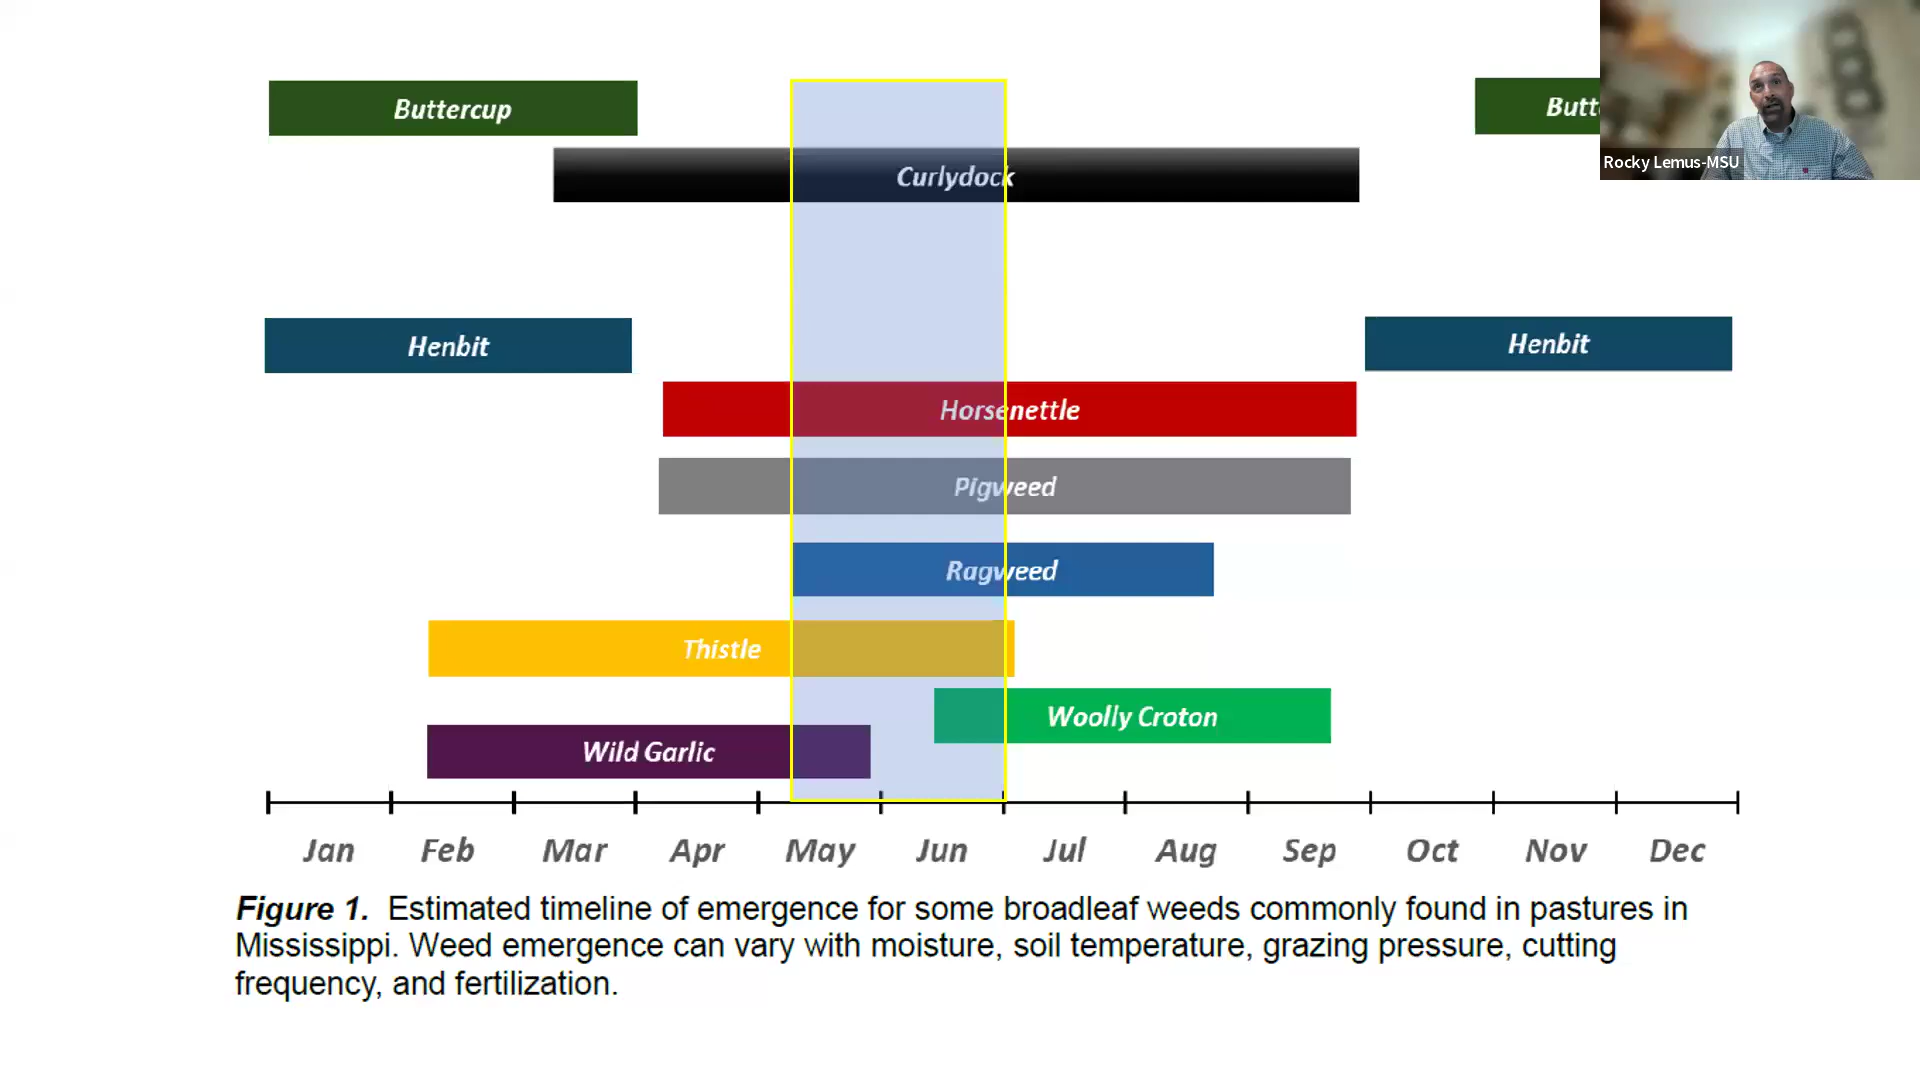 Buttercup
Butt
Rocky Lemus-MSU
Curlydock
Henbit
Henbit
Horsenettle
Pigweed
Ragweed
Thistle
Woolly Croton
Wild Garlic
Jan Feb Mar Apr May Jun Jul Aug Sep Oct Nov Dec
Figure 1. Estimated timeline of emergence for some broadleaf weeds commonly found in pastures in
Mississippi. Weed emergence can vary with moisture, soil temperature, grazing pressure, cutting
frequency, and fertilization.